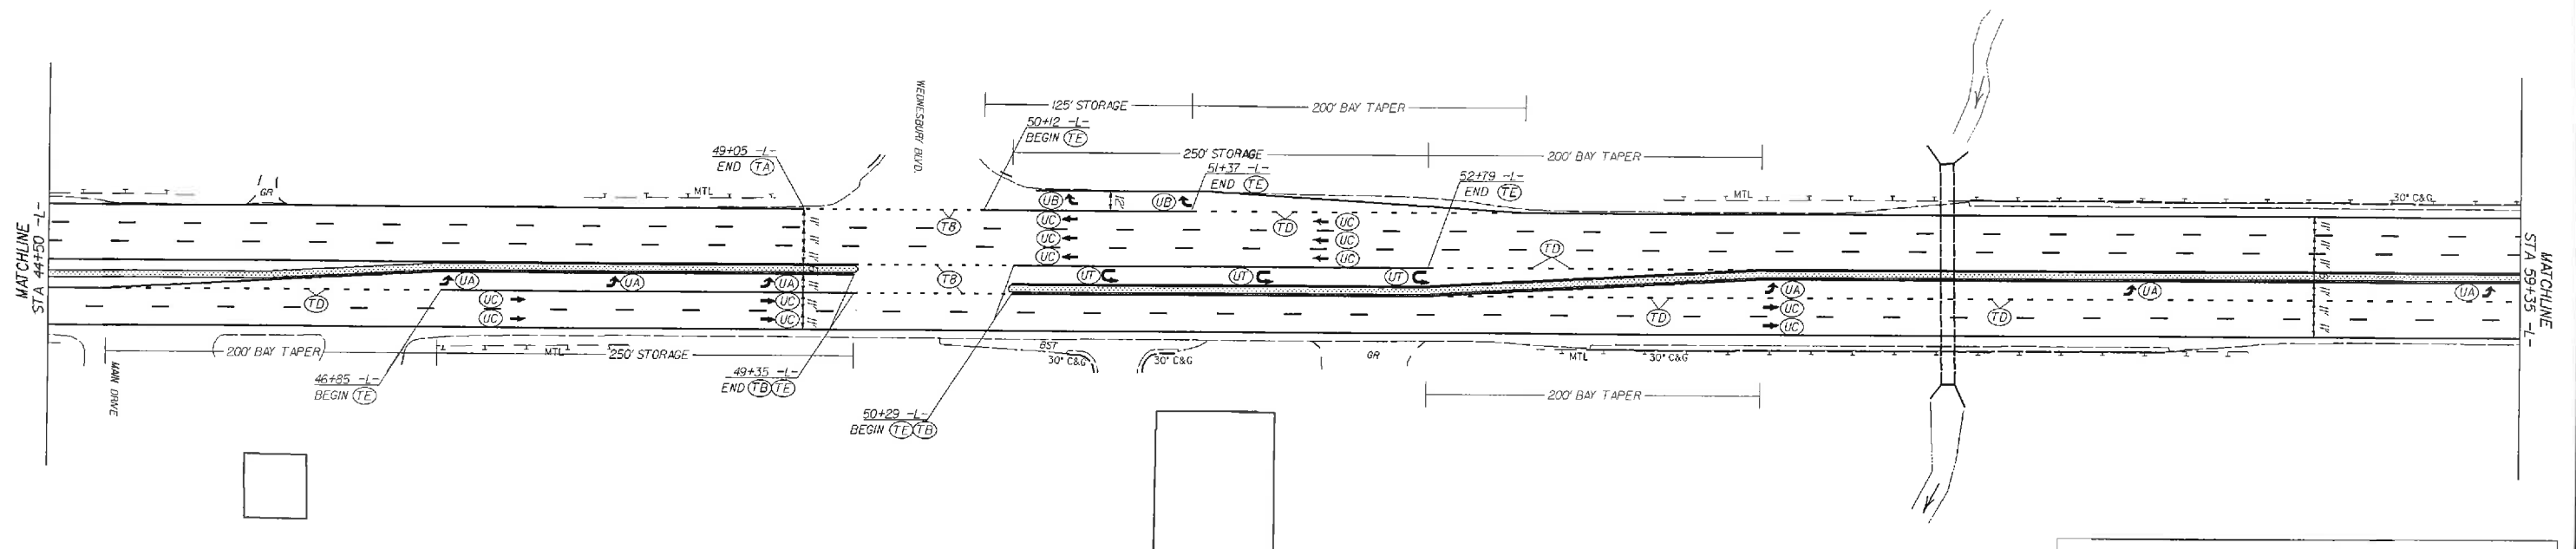 WEDNESBURY BLVD.
125' STORAGE
200' BAY TAPER
50+12 -L-
BEGIN TE
49+05 -L-
END TA
250' STORAGE
200' BAY TAPER
51+37 -L-
END TE
52+79 -L-
END TE
GR
MTL
MTL
30" C&G
MATCHLINE
STA 44+50 -L-
MATCHLINE
STA 59+35 -L-
UB
UB
TB
UC
UC
TD
UC
UC
UC
UC
TD
TB
UT
UT
UT
UA
UA
UA
UA
UA
UA
TD
UC
UC
UC
UC
UC
UC
TD
TD
200' BAY TAPER
MTL
250' STORAGE
BST
30" C&G
30" C&G
GR
MTL
30" C&G
MAIN DRIVE
46+85 -L-
BEGIN TE
49+35 -L-
END TB TE
50+29 -L-
BEGIN TE TB
200' BAY TAPER